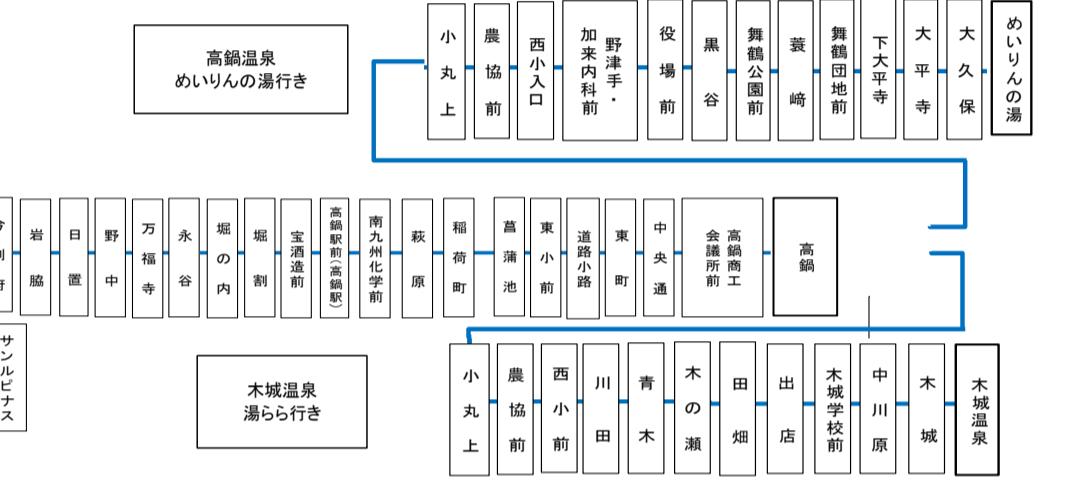 高鍋温泉
めいりんの湯行き
小丸上
農協前
西小入口
野津手・
加来内科前
役場前
黒谷
舞鶴公園前
蓑﨑
舞鶴団地前
下大平寺
大平寺
大久保
めいりんの湯
岩脇
日置
野中
万福寺
永谷
堀の内
堀割
宝酒造前
高鍋駅前(高鍋駅)
南九州化学前
萩原
稲荷町
菖蒲池
東小前
道路小路
東町
中央通
高鍋商工
会議所前
高鍋
サンルピナス
木城温泉
湯らら行き
小丸上
農協前
西小前
川田
青木
木の瀬
田畑
出店
木城学校前
中川原
木城
木城温泉